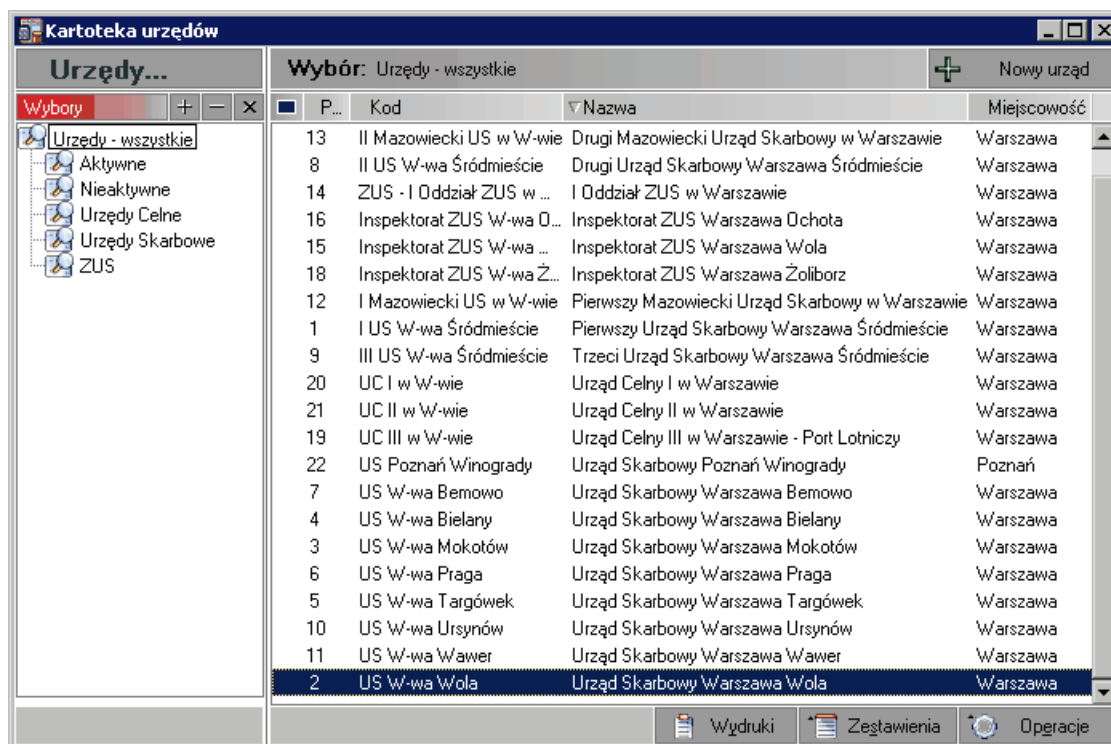 Kartoteka urzędów
Urzędy...
Wybór: Urzędy - wszystkie
Nowy urząd
Wybory
P... Kod Nazwa Miejscowość
Urzędy - wszystkie
Aktywne
Nieaktywne
Urzędy Celne
Urzędy Skarbowe
ZUS
13 II Mazowiecki US w W-wie Drugi Mazowiecki Urząd Skarbowy w Warszawie Warszawa
8 II US W-wa Śródmieście Drugi Urząd Skarbowy Warszawa Śródmieście Warszawa
14 ZUS - I Oddział ZUS w ... I Oddział ZUS w Warszawie Warszawa
16 Inspektorat ZUS W-wa O... Inspektorat ZUS Warszawa Ochota Warszawa
15 Inspektorat ZUS W-wa ... Inspektorat ZUS Warszawa Wola Warszawa
18 Inspektorat ZUS W-wa Ż... Inspektorat ZUS Warszawa Żoliborz Warszawa
12 I Mazowiecki US w W-wie Pierwszy Mazowiecki Urząd Skarbowy w Warszawie Warszawa
1 I US W-wa Śródmieście Pierwszy Urząd Skarbowy Warszawa Śródmieście Warszawa
9 III US W-wa Śródmieście Trzeci Urząd Skarbowy Warszawa Śródmieście Warszawa
20 UC I w W-wie Urząd Celny I w Warszawie Warszawa
21 UC II w W-wie Urząd Celny II w Warszawie Warszawa
19 UC III w W-wie Urząd Celny III w Warszawie - Port Lotniczy Warszawa
22 US Poznań Winogrady Urząd Skarbowy Poznań Winogrady Poznań
7 US W-wa Bemowo Urząd Skarbowy Warszawa Bemowo Warszawa
4 US W-wa Bielany Urząd Skarbowy Warszawa Bielany Warszawa
3 US W-wa Mokotów Urząd Skarbowy Warszawa Mokotów Warszawa
6 US W-wa Praga Urząd Skarbowy Warszawa Praga Warszawa
5 US W-wa Targówek Urząd Skarbowy Warszawa Targówek Warszawa
10 US W-wa Ursynów Urząd Skarbowy Warszawa Ursynów Warszawa
11 US W-wa Wawer Urząd Skarbowy Warszawa Wawer Warszawa
2 US W-wa Wola Urząd Skarbowy Warszawa Wola Warszawa
Wydruki Zestawienia Operacje